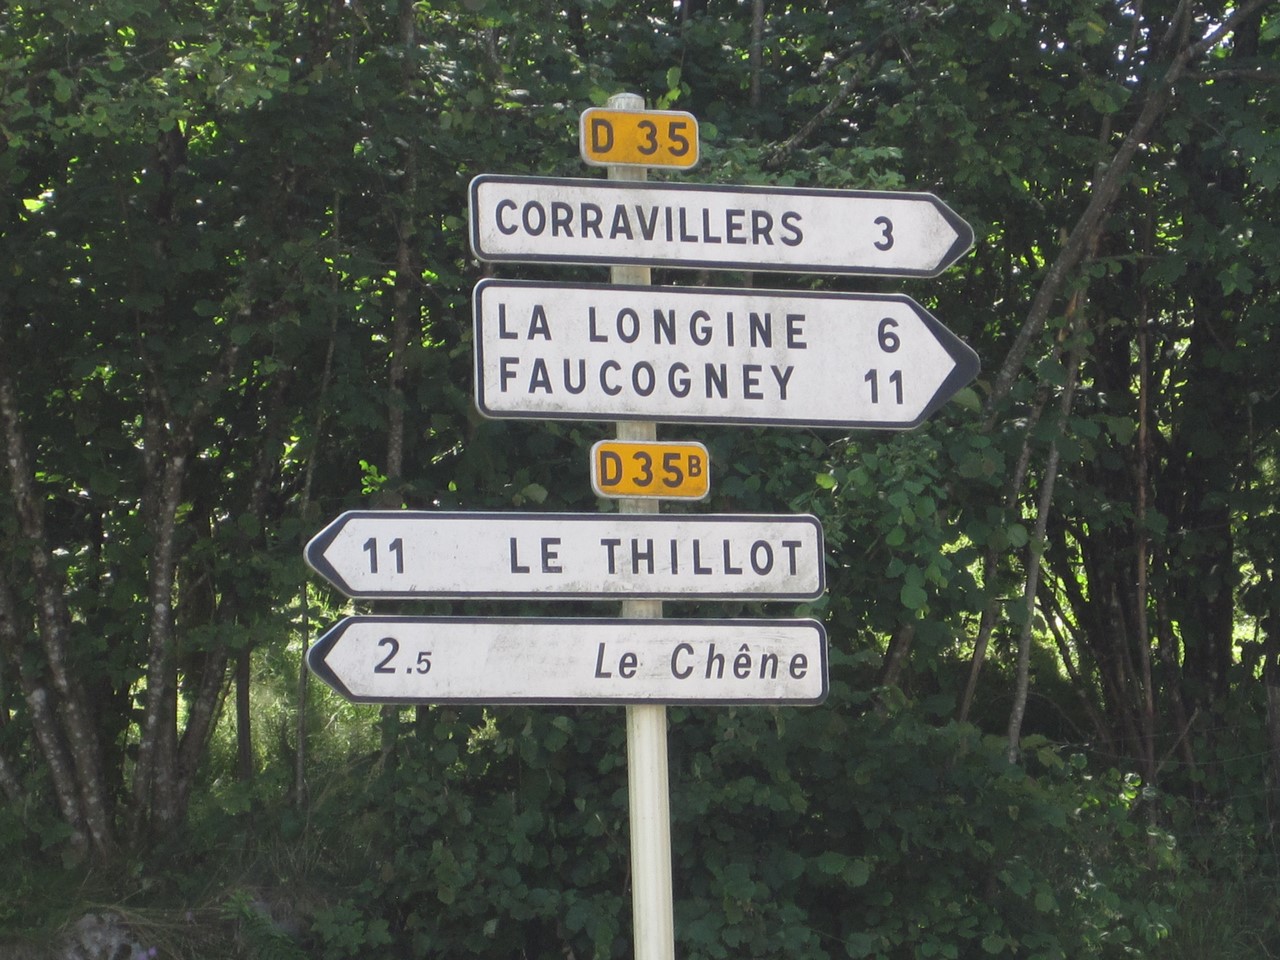 D 35
CORRAVILLERS 3
LA LONGINE 6
FAUCOGNEY 11
D35B
11 LE THILLOT
2.5 Le Chêne